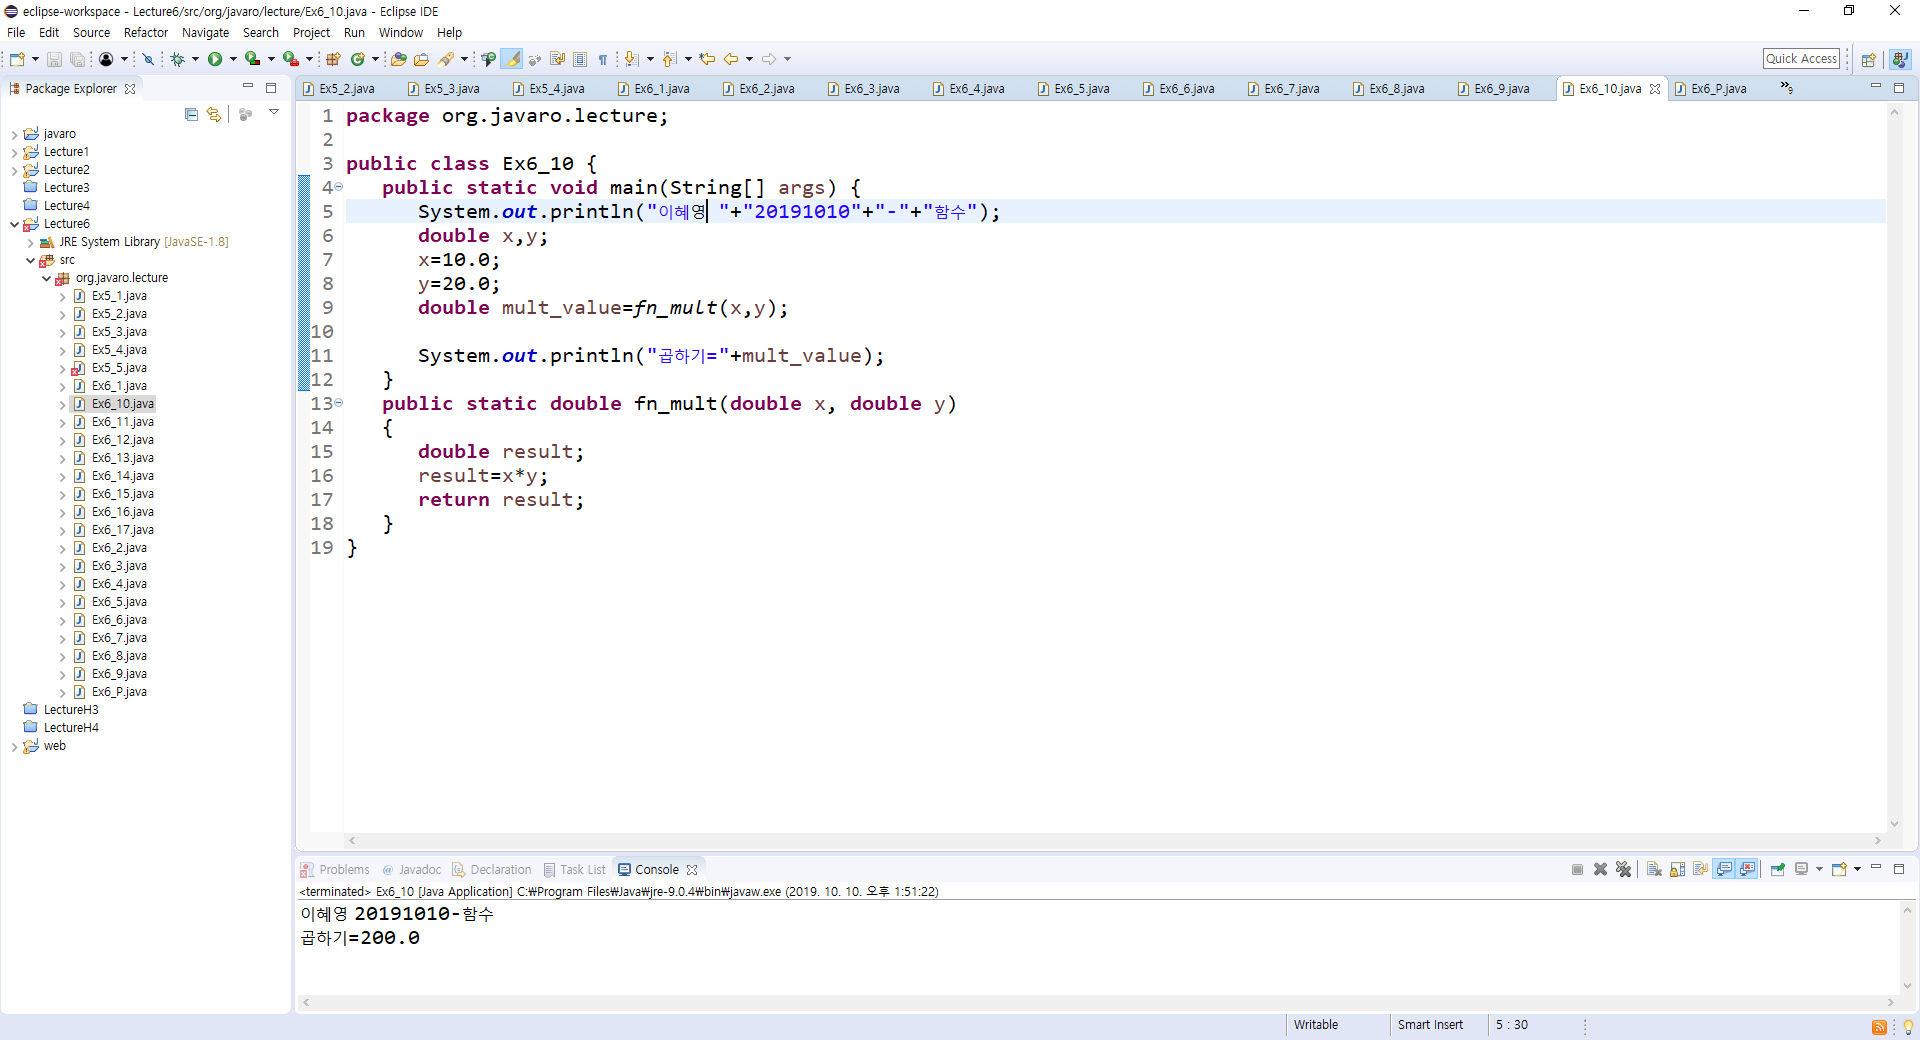 eclipse-workspace - Lecture6/src/org/javaro/lecture/Ex6_10.java - Eclipse IDE
File Edit Source Refactor Navigate Search Project Run Window Help
Quick Access
Package Explorer
Ex5_2.java Ex5_3.java Ex5_4.java Ex6_1.java Ex6_2.java Ex6_3.java Ex6_4.java Ex6_5.java Ex6_6.java Ex6_7.java Ex6_8.java Ex6_9.java Ex6_10.java Ex6_P.java »9
javaro
Lecture1
Lecture2
Lecture3
Lecture4
Lecture6
JRE System Library [JavaSE-1.8]
src
org.javaro.lecture
Ex5_1.java
Ex5_2.java
Ex5_3.java
Ex5_4.java
Ex5_5.java
Ex6_1.java
Ex6_10.java
Ex6_11.java
Ex6_12.java
Ex6_13.java
Ex6_14.java
Ex6_15.java
Ex6_16.java
Ex6_17.java
Ex6_2.java
Ex6_3.java
Ex6_4.java
Ex6_5.java
Ex6_6.java
Ex6_7.java
Ex6_8.java
Ex6_9.java
Ex6_P.java
LectureH3
LectureH4
web
1 package org.javaro.lecture;
2
3 public class Ex6_10 {
4 public static void main(String[] args) {
5 System.out.println("이혜영 "+"20191010"+"-"+"함수");
6 double x,y;
7 x=10.0;
8 y=20.0;
9 double mult_value=fn_mult(x,y);
10
11 System.out.println("곱하기="+mult_value);
12 }
13 public static double fn_mult(double x, double y)
14 {
15 double result;
16 result=x*y;
17 return result;
18 }
19 }
Problems Javadoc Declaration Task List Console
<terminated> Ex6_10 [Java Application] C:₩Program Files₩Java₩jre-9.0.4₩bin₩javaw.exe (2019. 10. 10. 오후 1:51:22)
이혜영 20191010-함수
곱하기=200.0
Writable Smart Insert 5 : 30